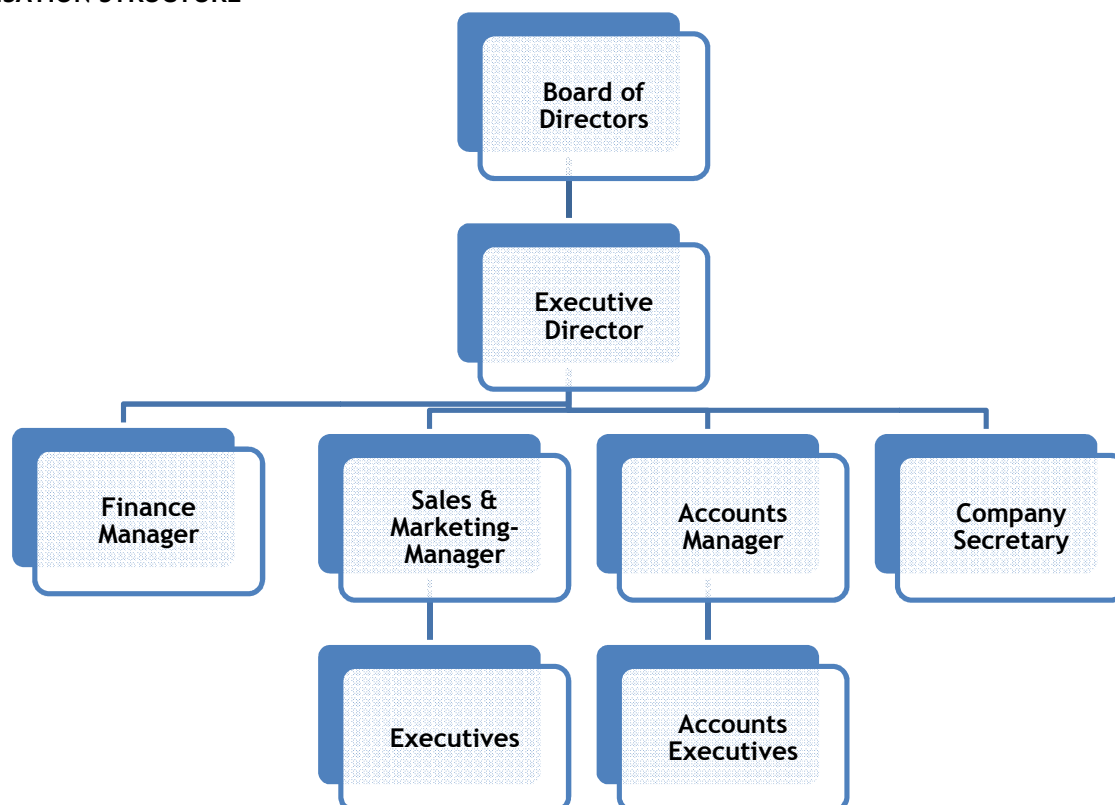 Board of
Directors
Executive
Director
Finance
Manager
Sales &
Marketing-
Manager
Accounts
Manager
Company
Secretary
Executives
Accounts
Executives